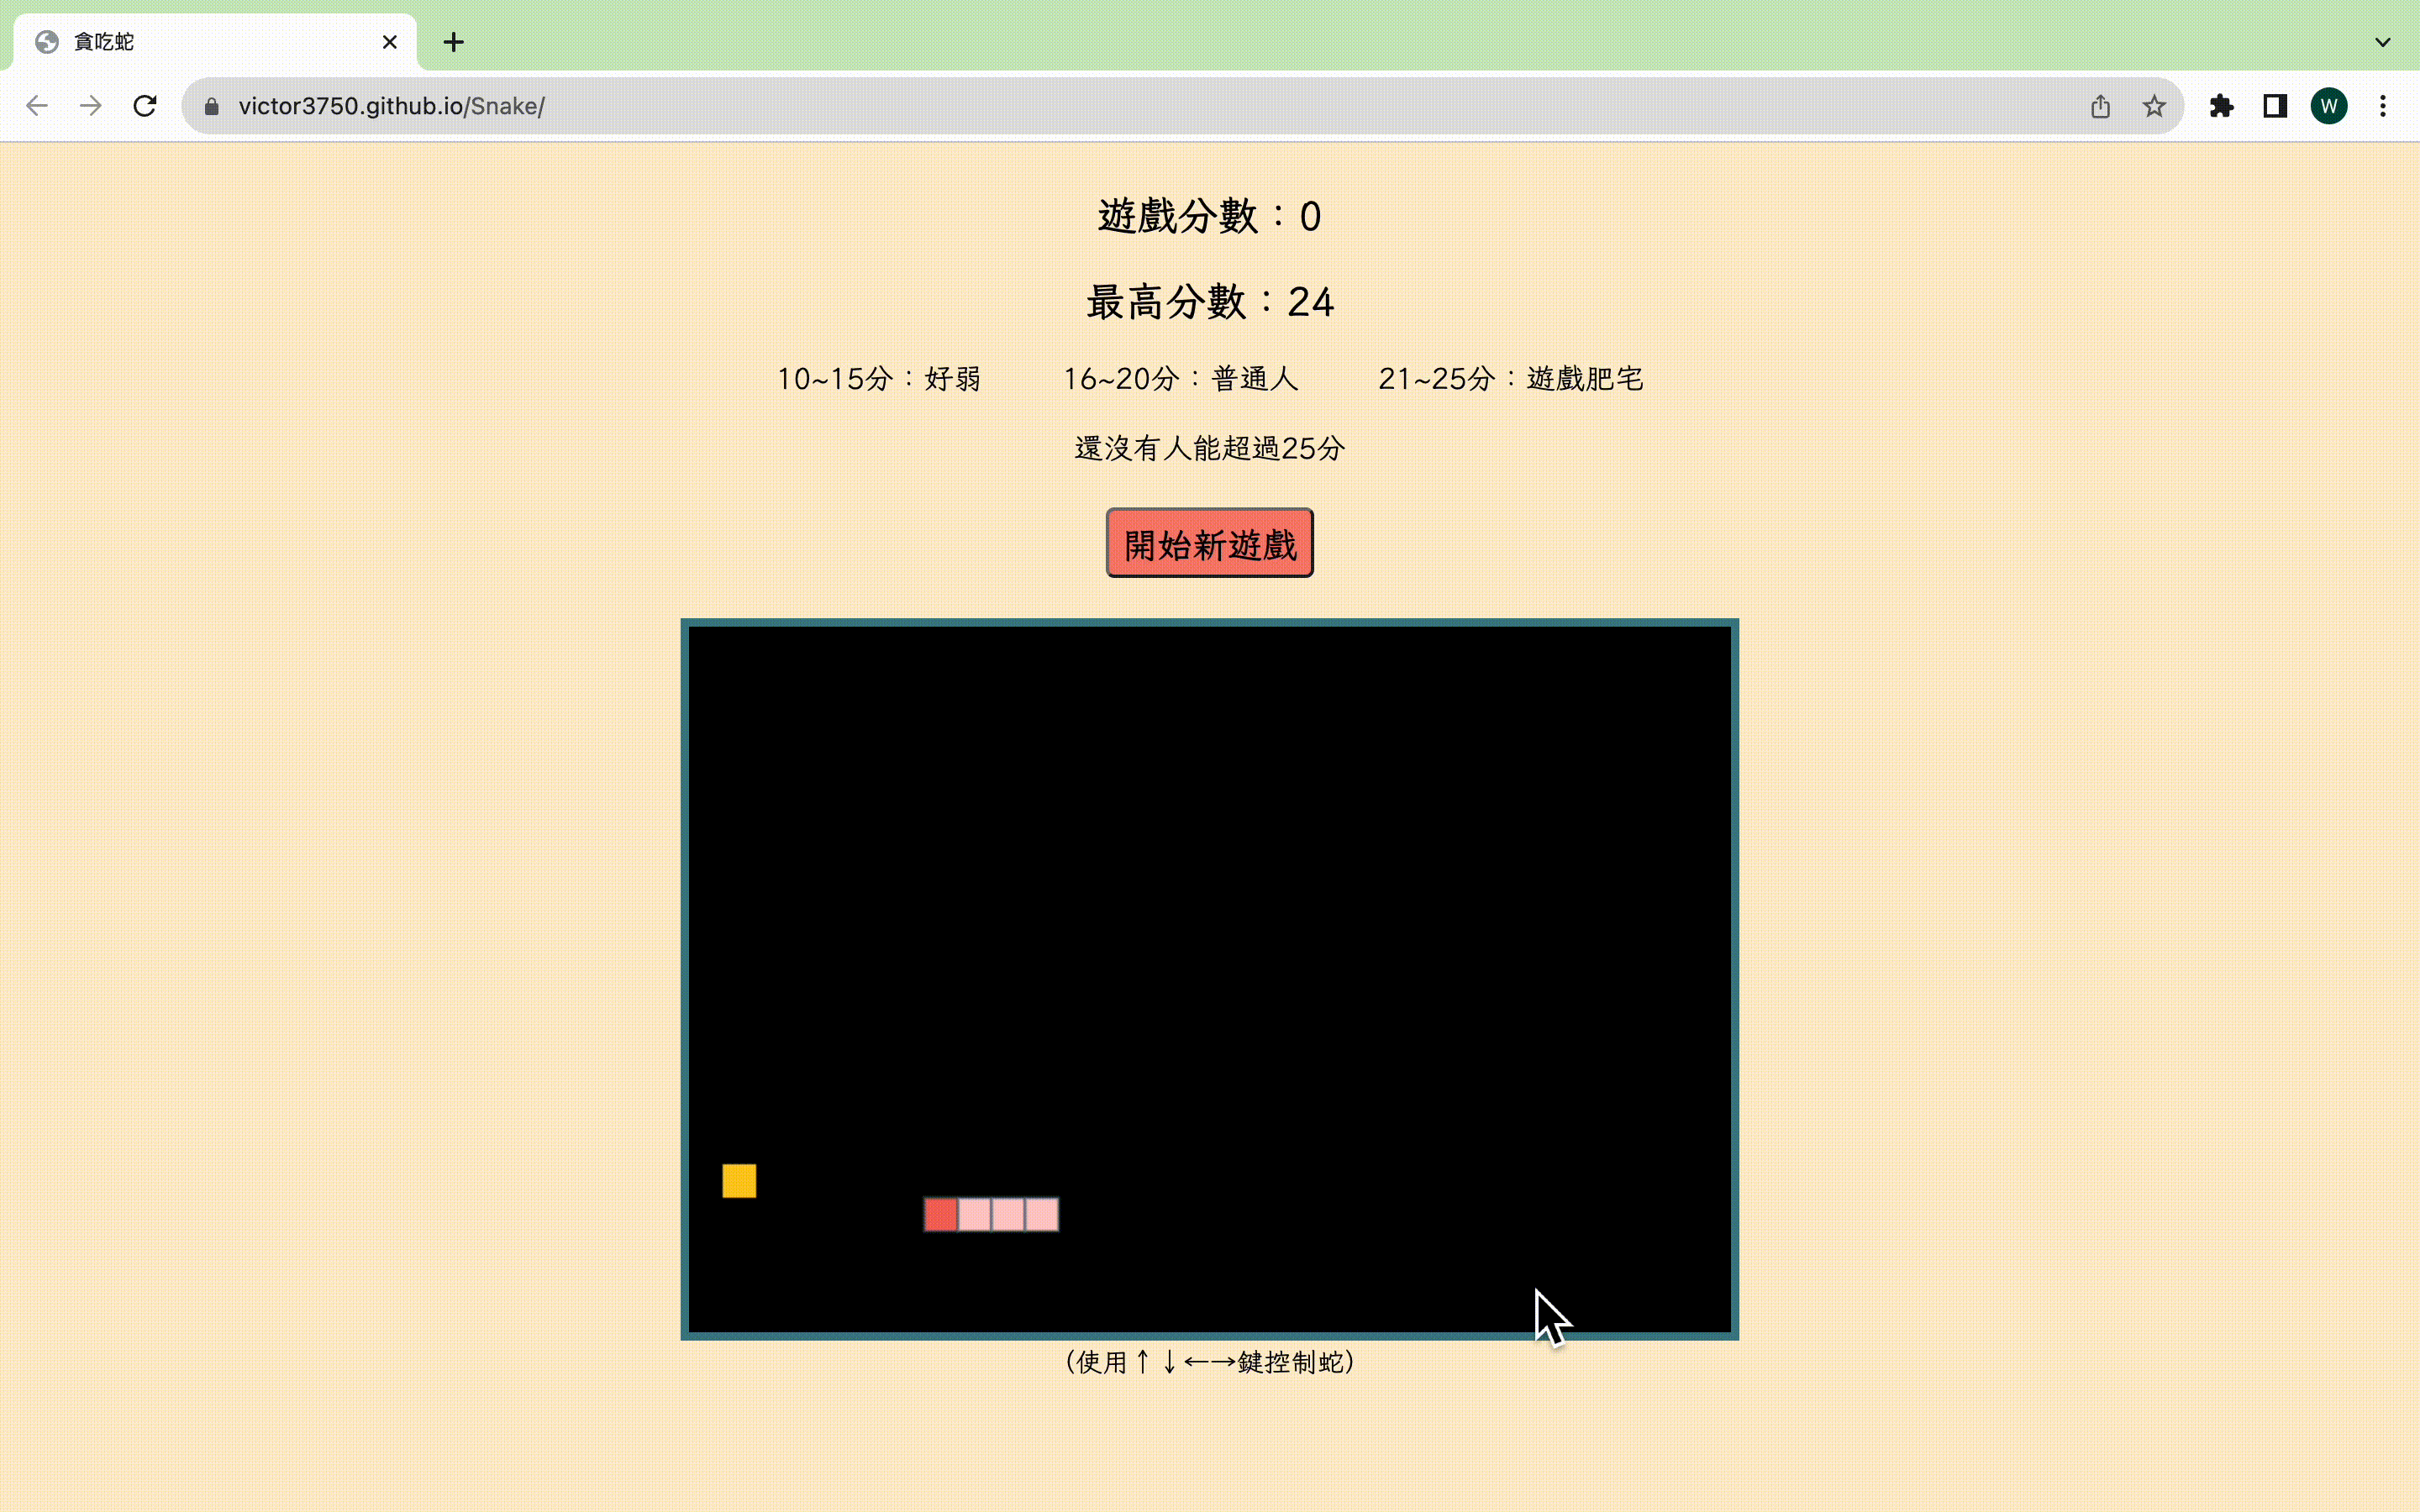 貪吃蛇
victor3750.github.io/Snake/
W
遊戲分數：0
最高分數：24
10~15分：好弱 16~20分：普通人 21~25分：遊戲肥宅
還沒有人能超過25分
開始新遊戲
(使用↑↓←→鍵控制蛇)